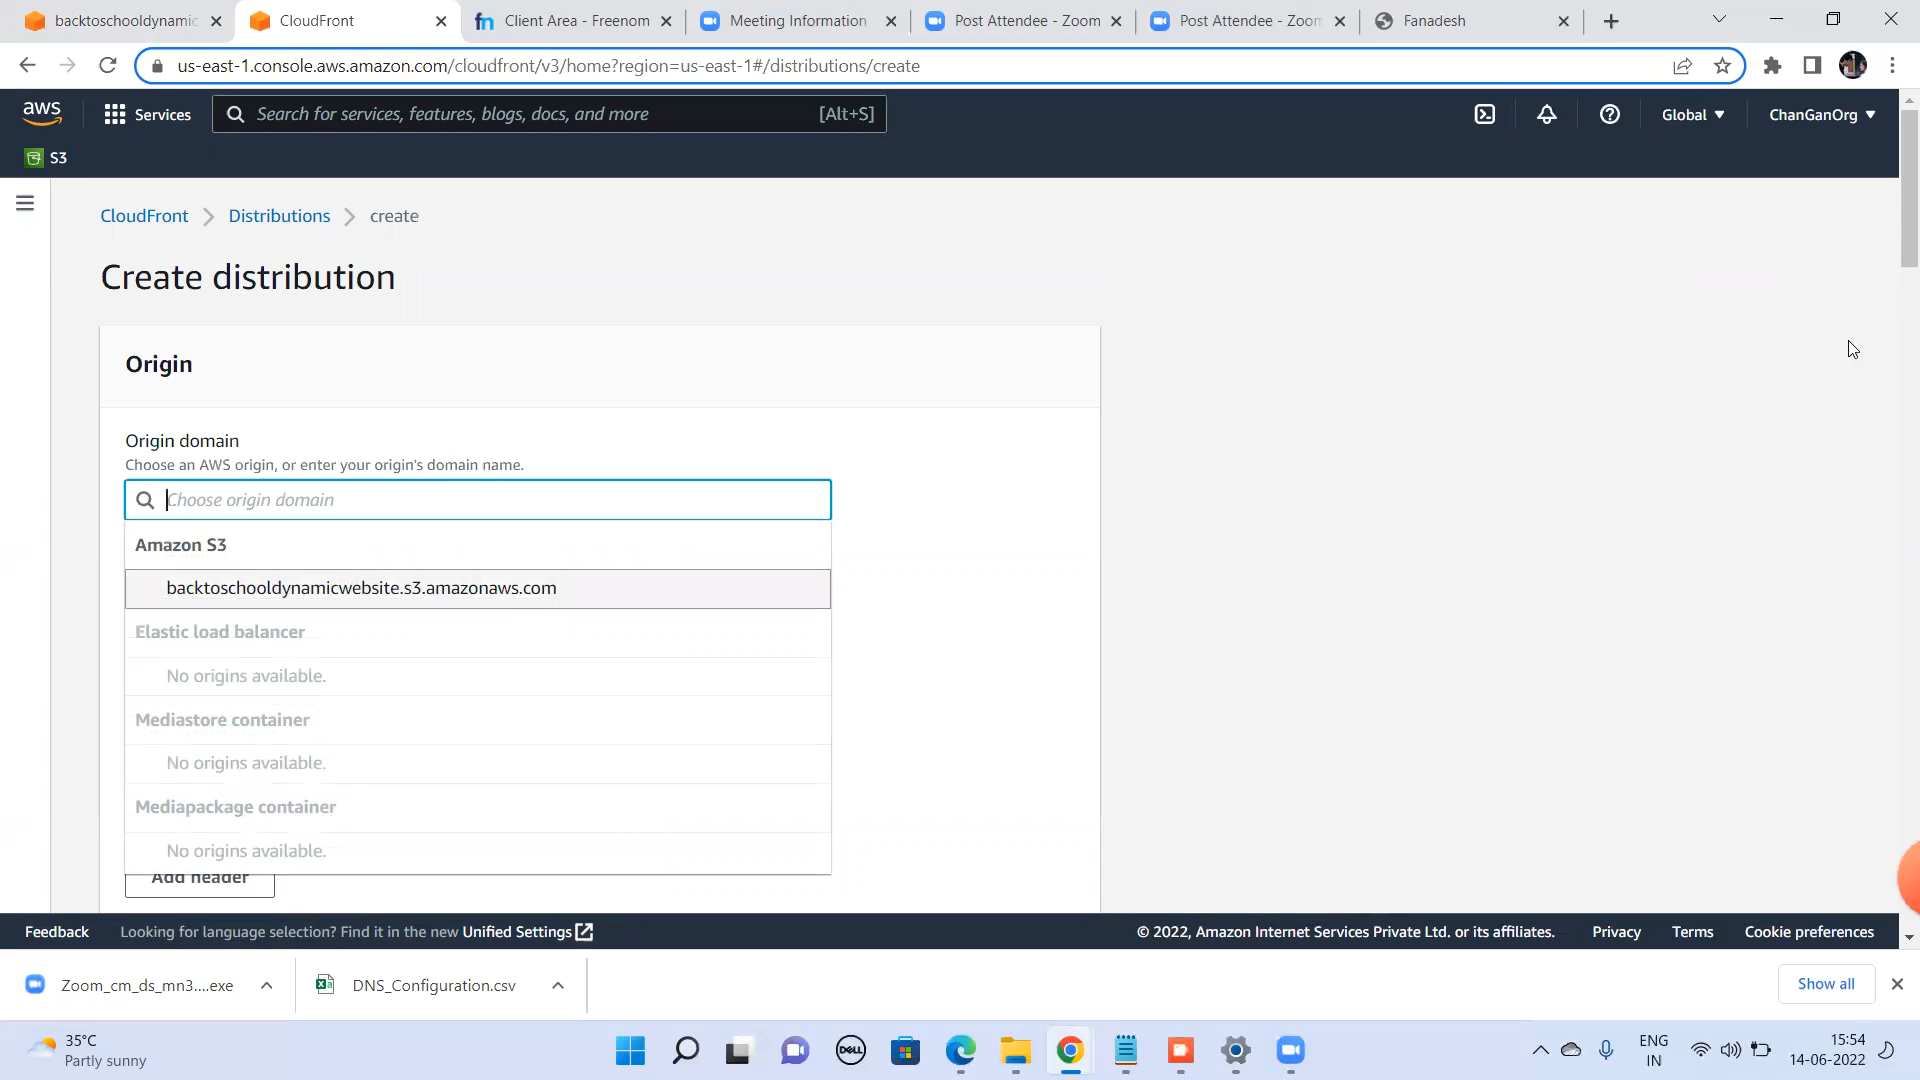 backtoschooldynamic
CloudFront
Client Area - Freenom
Meeting Information
Post Attendee - Zoom
Post Attendee - Zoom
Fanadesh
us-east-1.console.aws.amazon.com/cloudfront/v3/home?region=us-east-1#/distributions/create
aws
Services
Search for services, features, blogs, docs, and more
[Alt+S]
Global
ChanGanOrg
S3
CloudFront
Distributions
create
Create distribution
Origin
Origin domain
Choose an AWS origin, or enter your origin's domain name.
Choose origin domain
Amazon S3
backtoschooldynamicwebsite.s3.amazonaws.com
Elastic load balancer
No origins available.
Mediastore container
No origins available.
Mediapackage container
No origins available.
Add header
Feedback
Looking for language selection? Find it in the new Unified Settings
© 2022, Amazon Internet Services Private Ltd. or its affiliates.
Privacy
Terms
Cookie preferences
Zoom_cm_ds_mn3....exe
DNS_Configuration.csv
Show all
35°C
Partly sunny
DELL
ENG
IN
15:54
14-06-2022